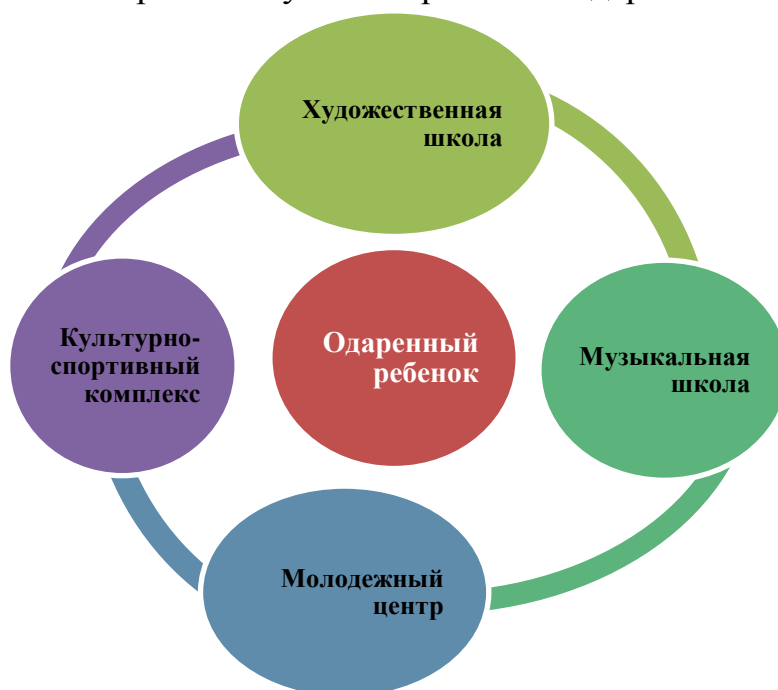 Художественная
школа
Культурно-
спортивный
комплекс
Одаренный
ребенок
Музыкальная
школа
Молодежный
центр